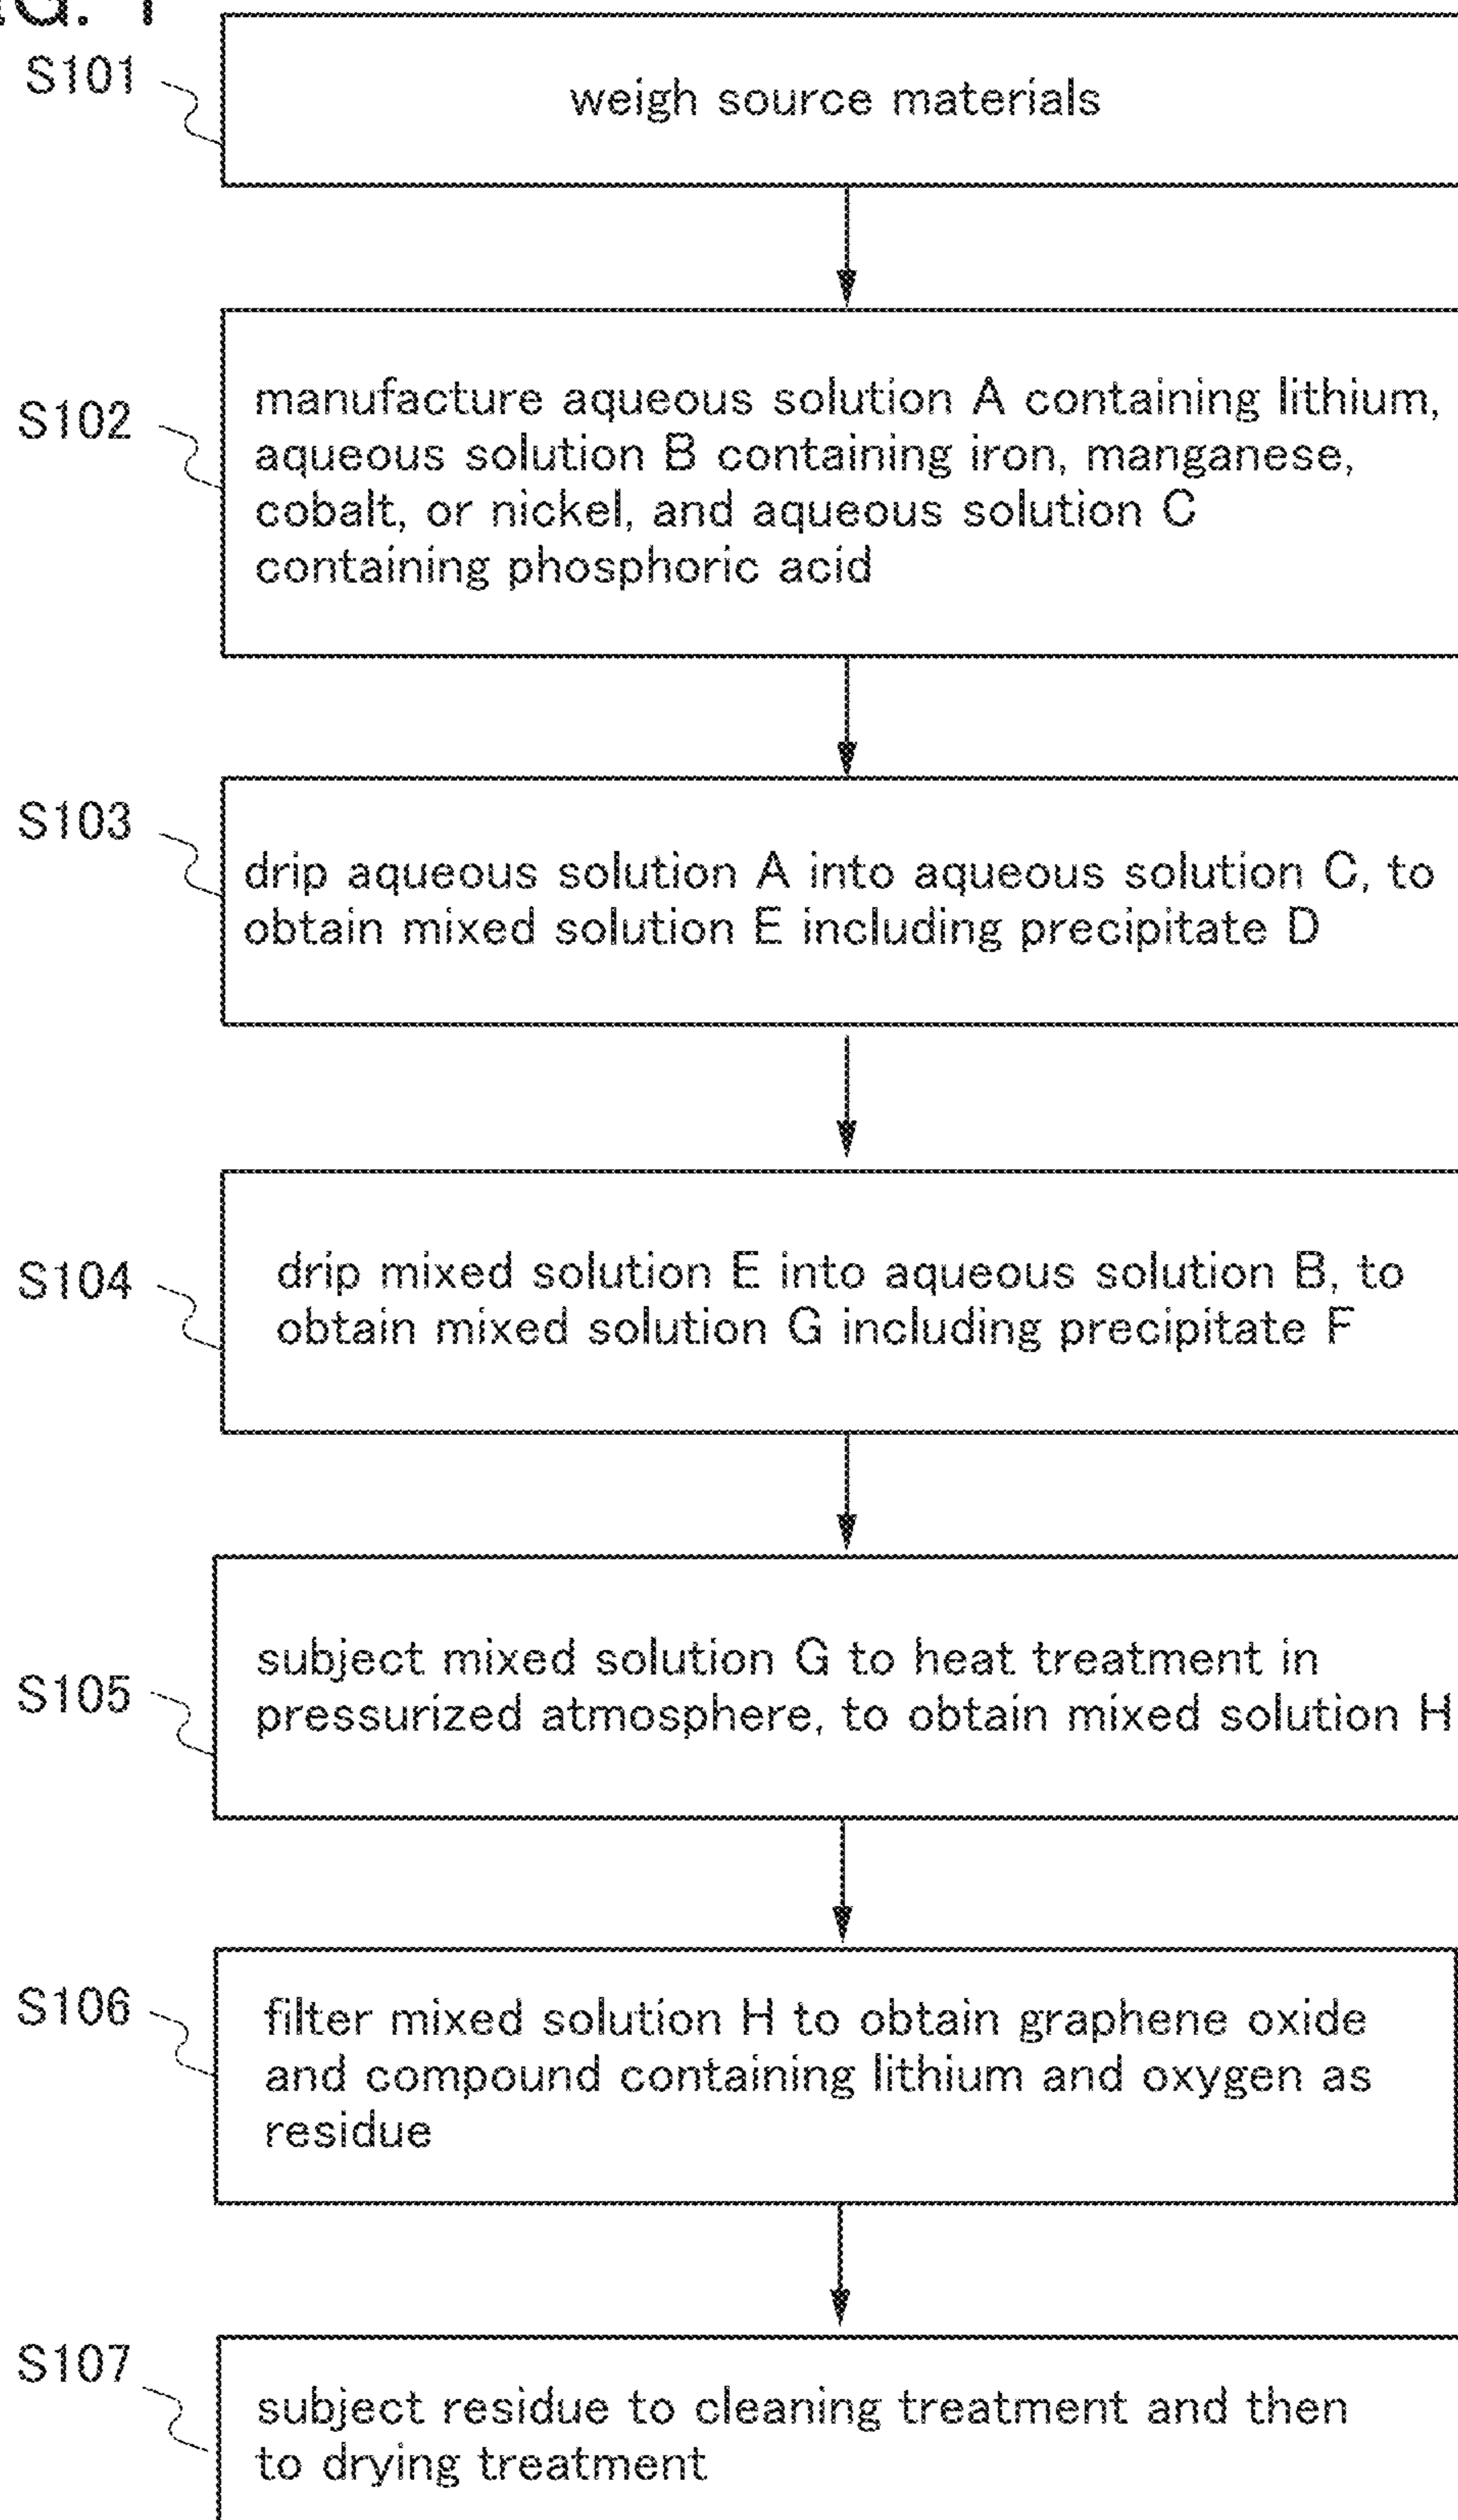 S101
weigh source materials
S102
manufacture aqueous solution A containing lithium,
aqueous solution B containing iron, manganese,
cobalt, or nickel, and aqueous solution C
containing phosphoric acid
S103
drip aqueous solution A into aqueous solution C, to
obtain mixed solution E including precipitate D
S104
drip mixed solution E into aqueous solution B, to
obtain mixed solution G including precipitate F
S105
subject mixed solution G to heat treatment in
pressurized atmosphere, to obtain mixed solution H
S106
filter mixed solution H to obtain graphene oxide
and compound containing lithium and oxygen as
residue
S107
subject residue to cleaning treatment and then
to drying treatment